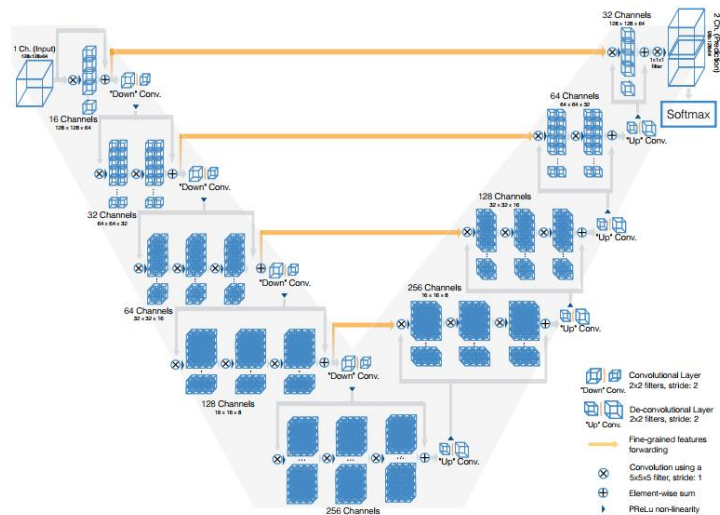 1 Ch. (Input)
128x128x64
"Down" Conv.
16 Channels
128 x 128 x 64
"Down" Conv.
32 Channels
64 x 64 x 32
"Down" Conv.
64 Channels
32 x 32 x 16
"Down" Conv.
128 Channels
16 x 16 x 8
256 Channels
"Up" Conv.
256 Channels
16 x 16 x 8
"Up" Conv.
128 Channels
32 x 32 x 16
"Up" Conv.
64 Channels
64 x 64 x 32
"Up" Conv.
32 Channels
128 x 128 x 64
1x1x1
filter
2 Ch. (Prediction)
128x128x64
Softmax
Convolutional Layer
2x2 filters, stride: 2
"Down" Conv.
De-convolutional Layer
2x2 filters, stride: 2
"Up" Conv.
Fine-grained features
forwarding
Convolution using a
5x5x5 filter, stride: 1
Element-wise sum
PReLu non-linearity